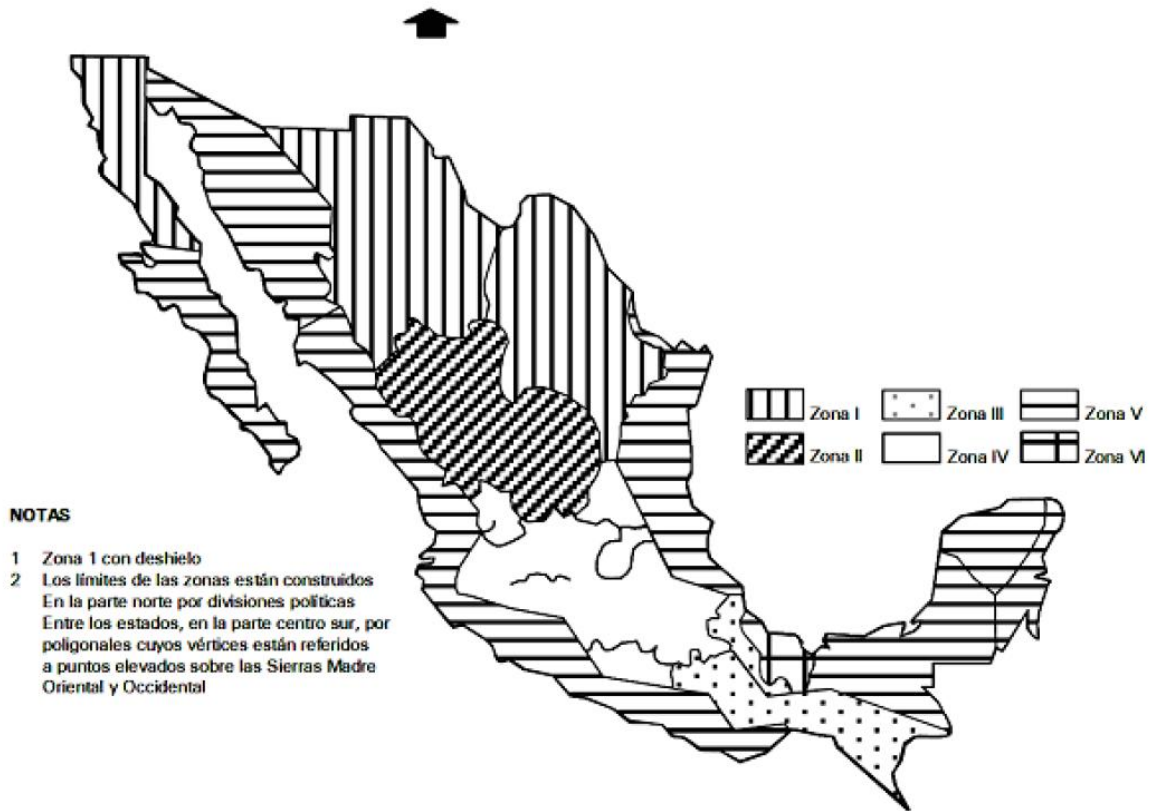 Zona I
Zona III
Zona V
Zona II
Zona IV
Zona VI
NOTAS
1 Zona 1 con deshielo
2 Los límites de las zonas están construidos
En la parte norte por divisiones políticas
Entre los estados, en la parte centro sur, por
poligonales cuyos vértices están referidos
a puntos elevados sobre las Sierras Madre
Oriental y Occidental